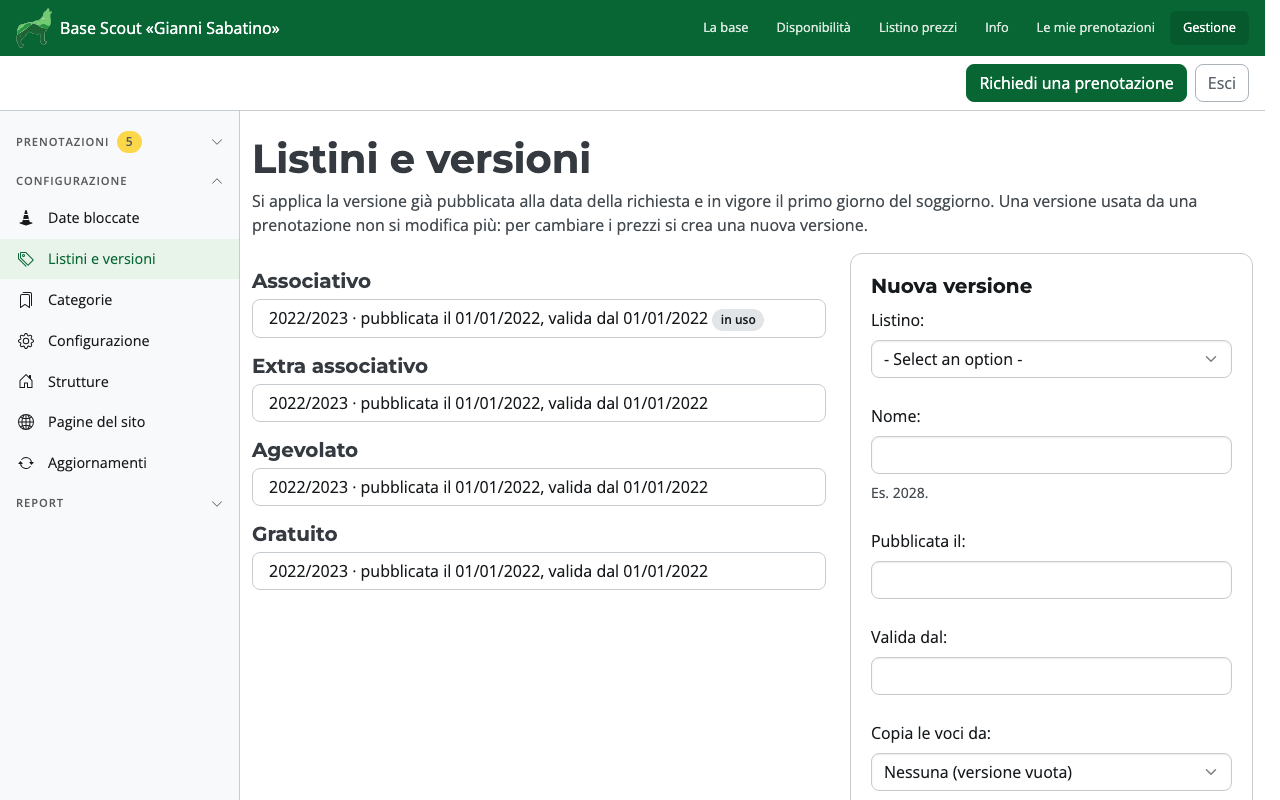 Base Scout «Gianni Sabatino»
La base
Disponibilità
Listino prezzi
Info
Le mie prenotazioni
Gestione
Richiedi una prenotazione
Esci
PRENOTAZIONI 5
CONFIGURAZIONE
Date bloccate
Listini e versioni
Categorie
Configurazione
Strutture
Pagine del sito
Aggiornamenti
REPORT
Listini e versioni
Si applica la versione già pubblicata alla data della richiesta e in vigore il primo giorno del soggiorno. Una versione usata da una
prenotazione non si modifica più: per cambiare i prezzi si crea una nuova versione.
Associativo
2022/2023 · pubblicata il 01/01/2022, valida dal 01/01/2022 in uso
Extra associativo
2022/2023 · pubblicata il 01/01/2022, valida dal 01/01/2022
Agevolato
2022/2023 · pubblicata il 01/01/2022, valida dal 01/01/2022
Gratuito
2022/2023 · pubblicata il 01/01/2022, valida dal 01/01/2022
Nuova versione
Listino:
- Select an option -
Nome:
Es. 2028.
Pubblicata il:
Valida dal:
Copia le voci da:
Nessuna (versione vuota)